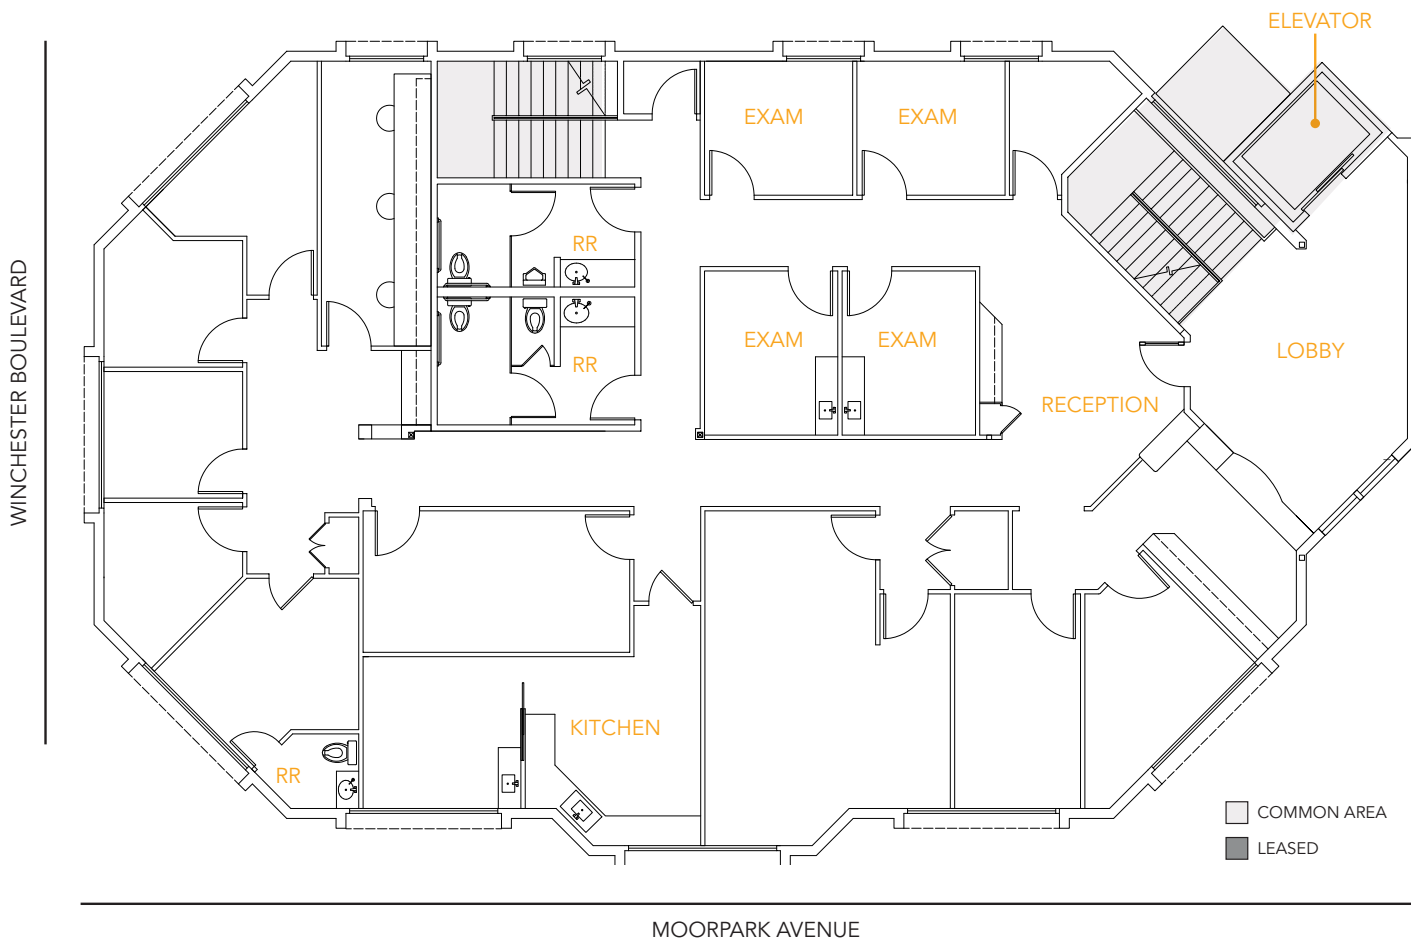 ELEVATOR
EXAM
EXAM
RR
EXAM
EXAM
LOBBY
RR
RECEPTION
WINCHESTER BOULEVARD
KITCHEN
RR
COMMON AREA
LEASED
MOORPARK AVENUE